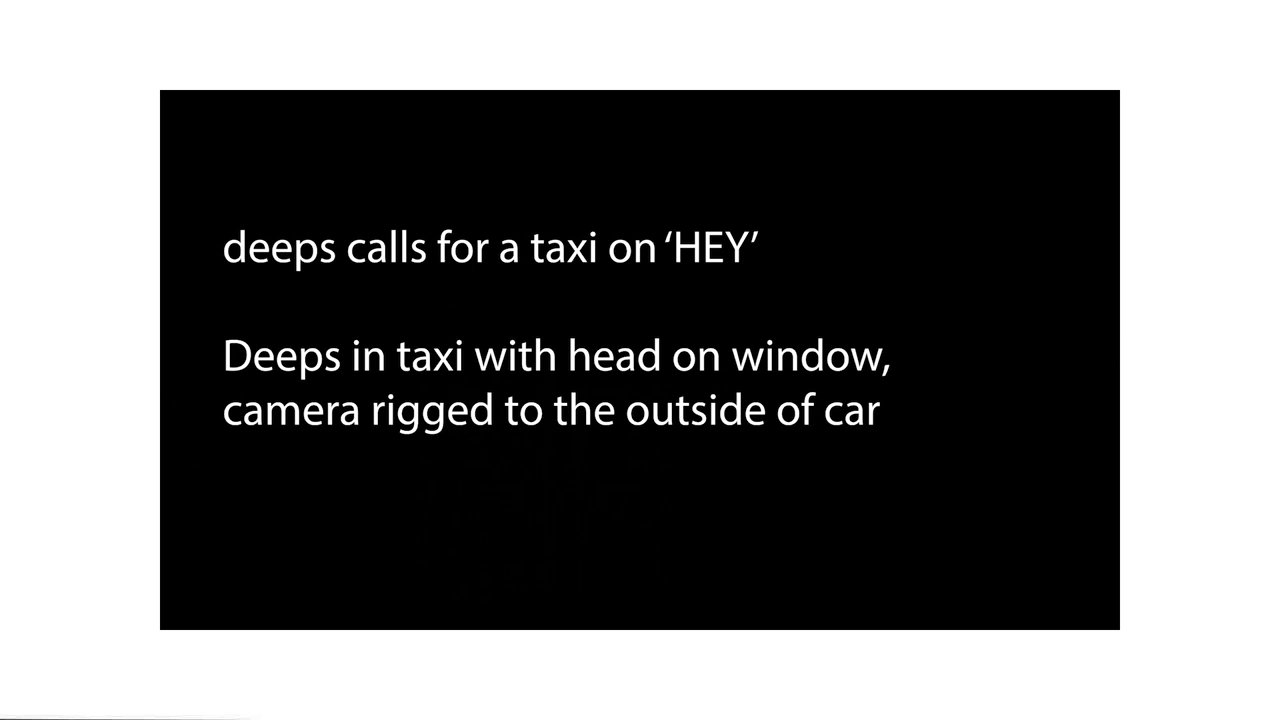 deeps calls for a taxi on ‘HEY’
Deeps in taxi with head on window,
camera rigged to the outside of car